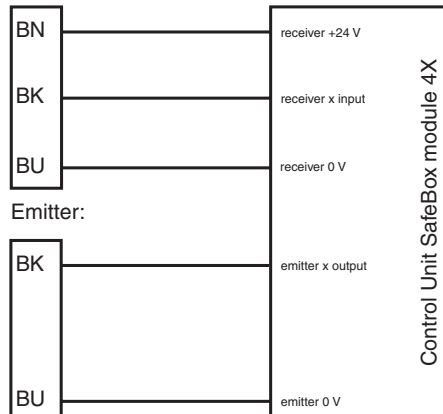 BN receiver +24 V
BK receiver x input
BU receiver 0 V
Emitter:
BK emitter x output
BU emitter 0 V
Control Unit SafeBox module 4X